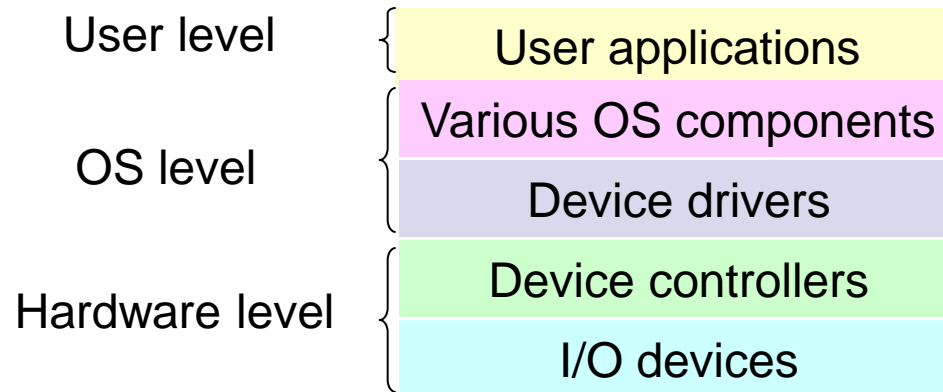 User level
User applications
OS level
Various OS components
Device drivers
Hardware level
Device controllers
I/O devices